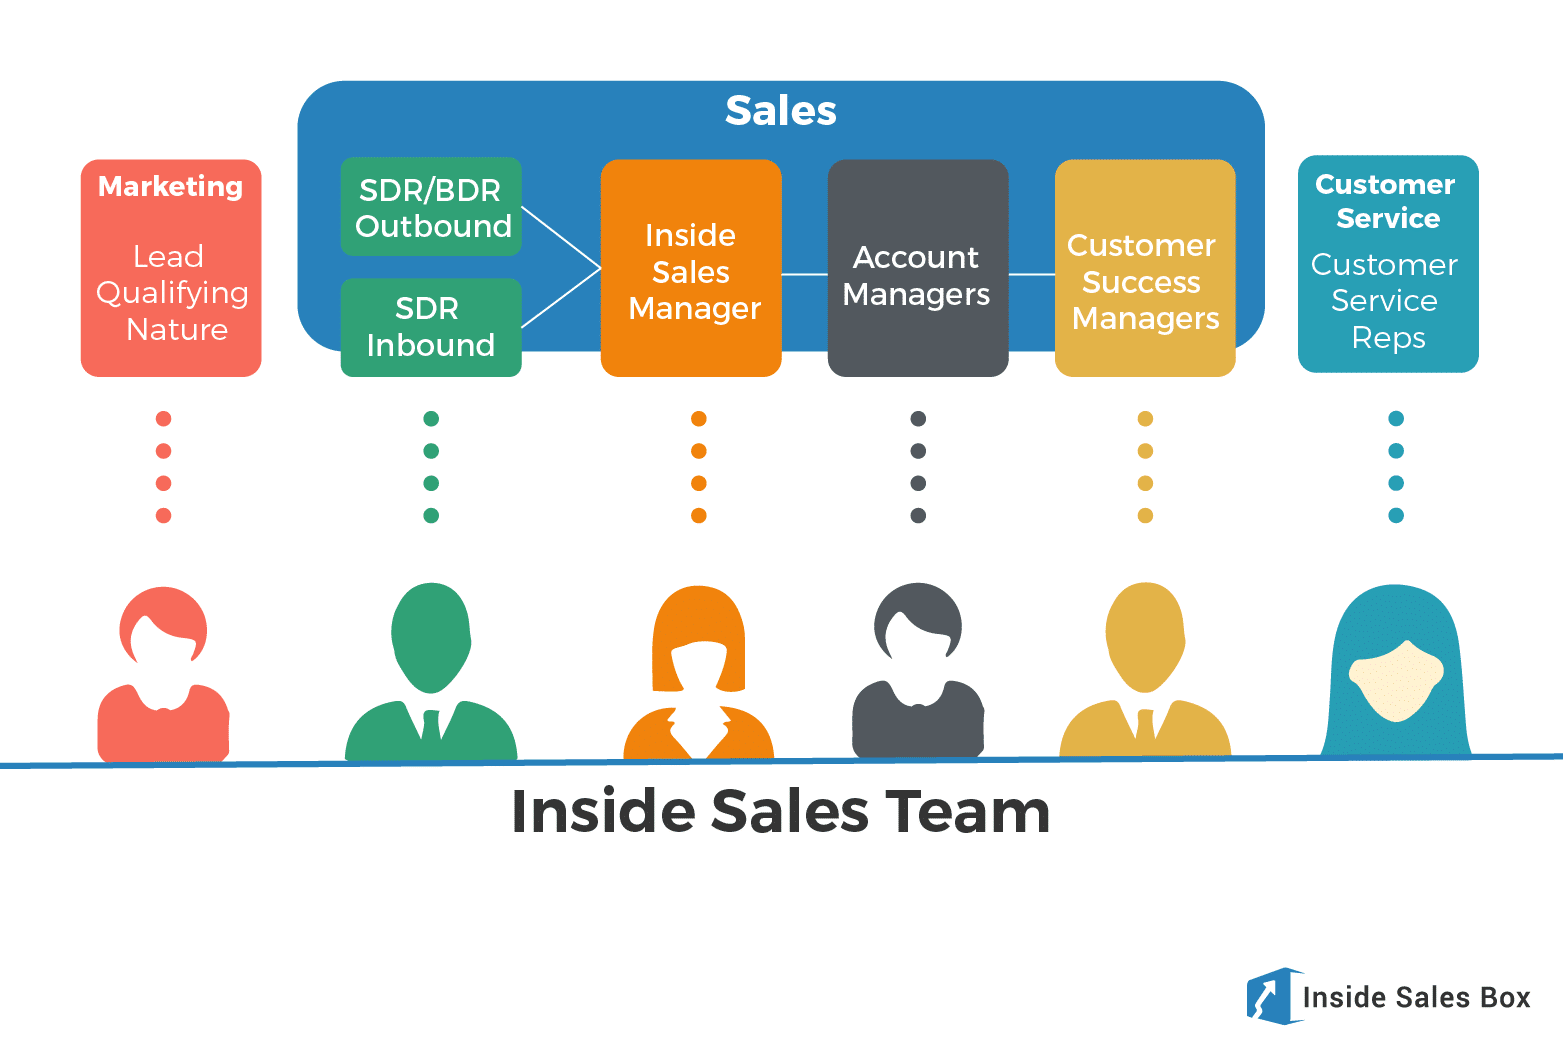 Sales
Marketing
Lead
Qualifying
Nature
SDR/BDR
Outbound
SDR
Inbound
Inside
Sales
Manager
Account
Managers
Customer
Success
Managers
Customer
Service
Customer
Service
Reps
Inside Sales Team
Inside Sales Box